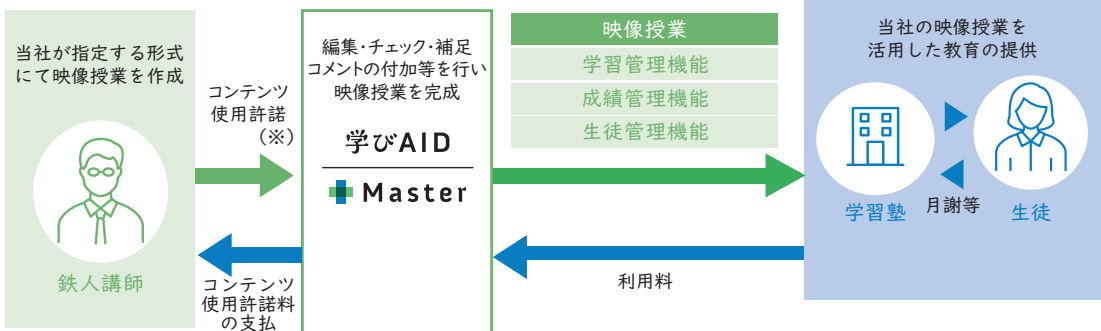 当社が指定する形式
にて映像授業を作成
鉄人講師
コンテンツ
使用許諾
(※)
コンテンツ
使用許諾料
の支払
編集・チェック・補足
コメントの付加等を行い
映像授業を完成
学びAID
Master
映像授業
学習管理機能
成績管理機能
生徒管理機能
利用料
当社の映像授業を
活用した教育の提供
学習塾
月謝等
生徒